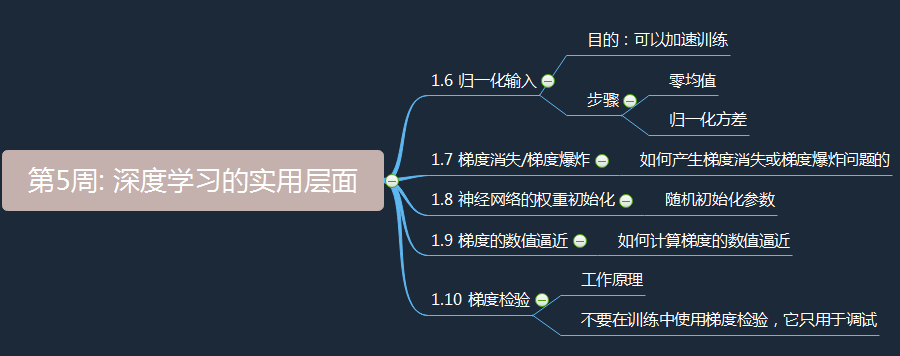 第5周: 深度学习的实用层面
1.6 归一化输入
目的：可以加速训练
步骤
零均值
归一化方差
1.7 梯度消失/梯度爆炸
如何产生梯度消失或梯度爆炸问题的
1.8 神经网络的权重初始化
随机初始化参数
1.9 梯度的数值逼近
如何计算梯度的数值逼近
1.10 梯度检验
工作原理
不要在训练中使用梯度检验，它只用于调试